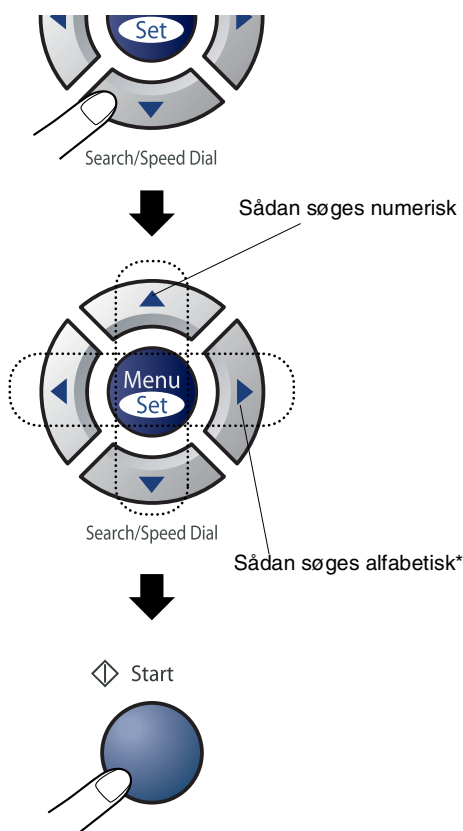 Set
Search/Speed Dial
Sådan søges numerisk
Menu
Set
Search/Speed Dial
Sådan søges alfabetisk*
Start